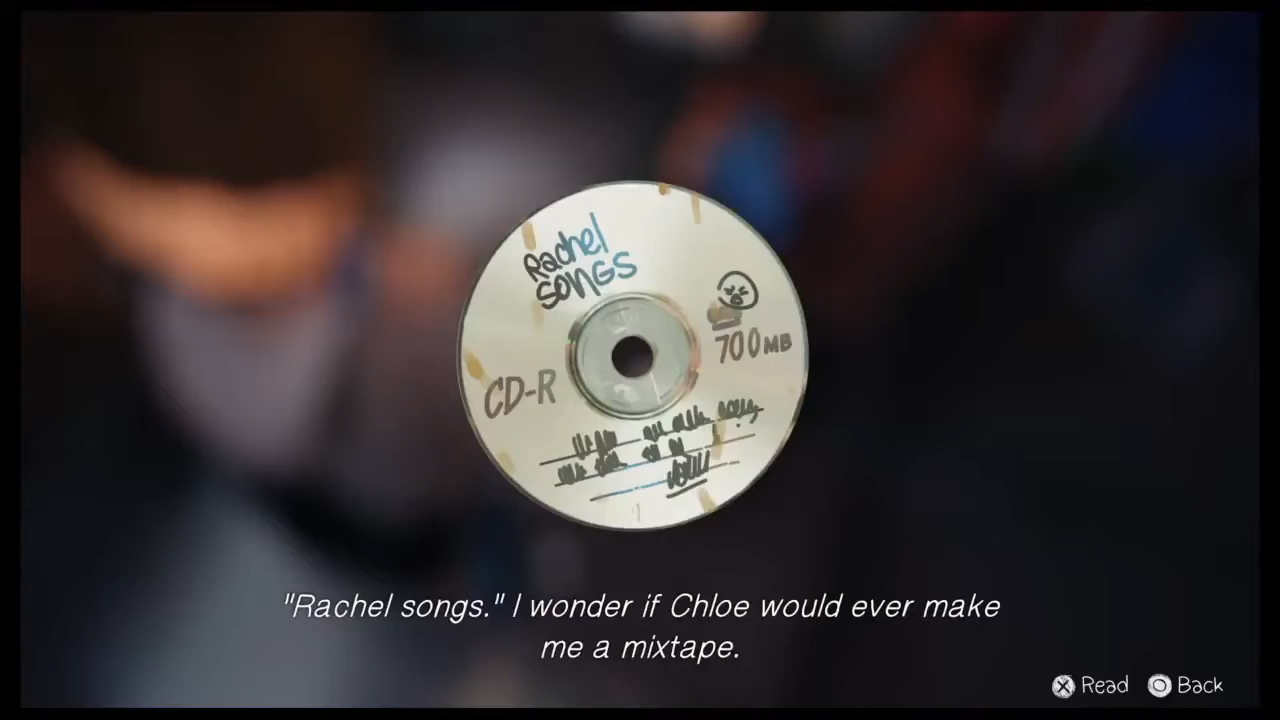 Rachel
SONGS
700MB
CD-R
"Rachel songs." I wonder if Chloe would ever make
me a mixtape.
Read
Back